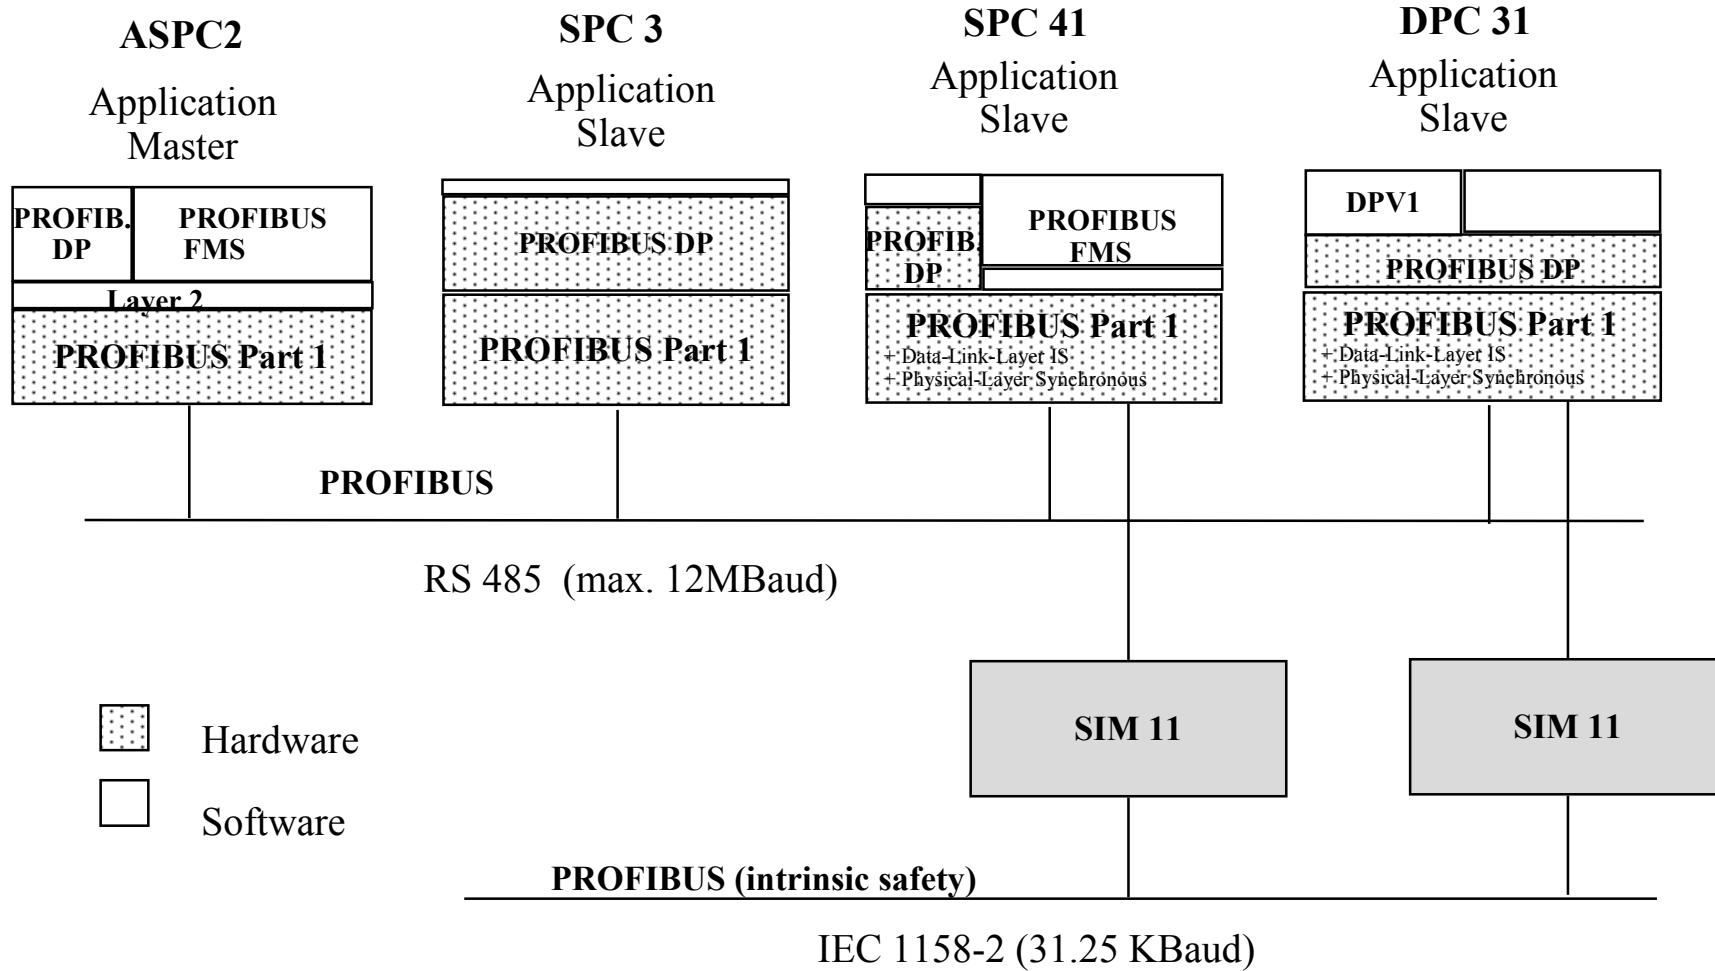 ASPC2
Application
Master
SPC 3
Application
Slave
SPC 41
Application
Slave
DPC 31
Application
Slave
PROFIB.
DP
PROFIBUS
FMS
Layer 2
PROFIBUS Part 1
PROFIBUS DP
PROFIBUS Part 1
PROFIB.
DP
PROFIBUS
FMS
PROFIBUS Part 1
+ Data-Link-Layer IS
+ Physical-Layer Synchronous
DPV1
PROFIBUS DP
PROFIBUS Part 1
+ Data-Link-Layer IS
+ Physical-Layer Synchronous
PROFIBUS
RS 485  (max. 12MBaud)
SIM 11
SIM 11
Hardware
Software
PROFIBUS (intrinsic safety)
IEC 1158-2 (31.25 KBaud)